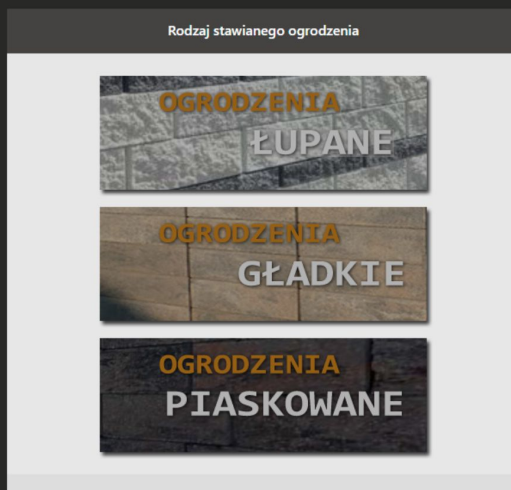 Rodzaj stawianego ogrodzenia
OGRODZENIA
ŁUPANE
OGRODZENIA
GŁADKIE
OGRODZENIA
PIASKOWANE